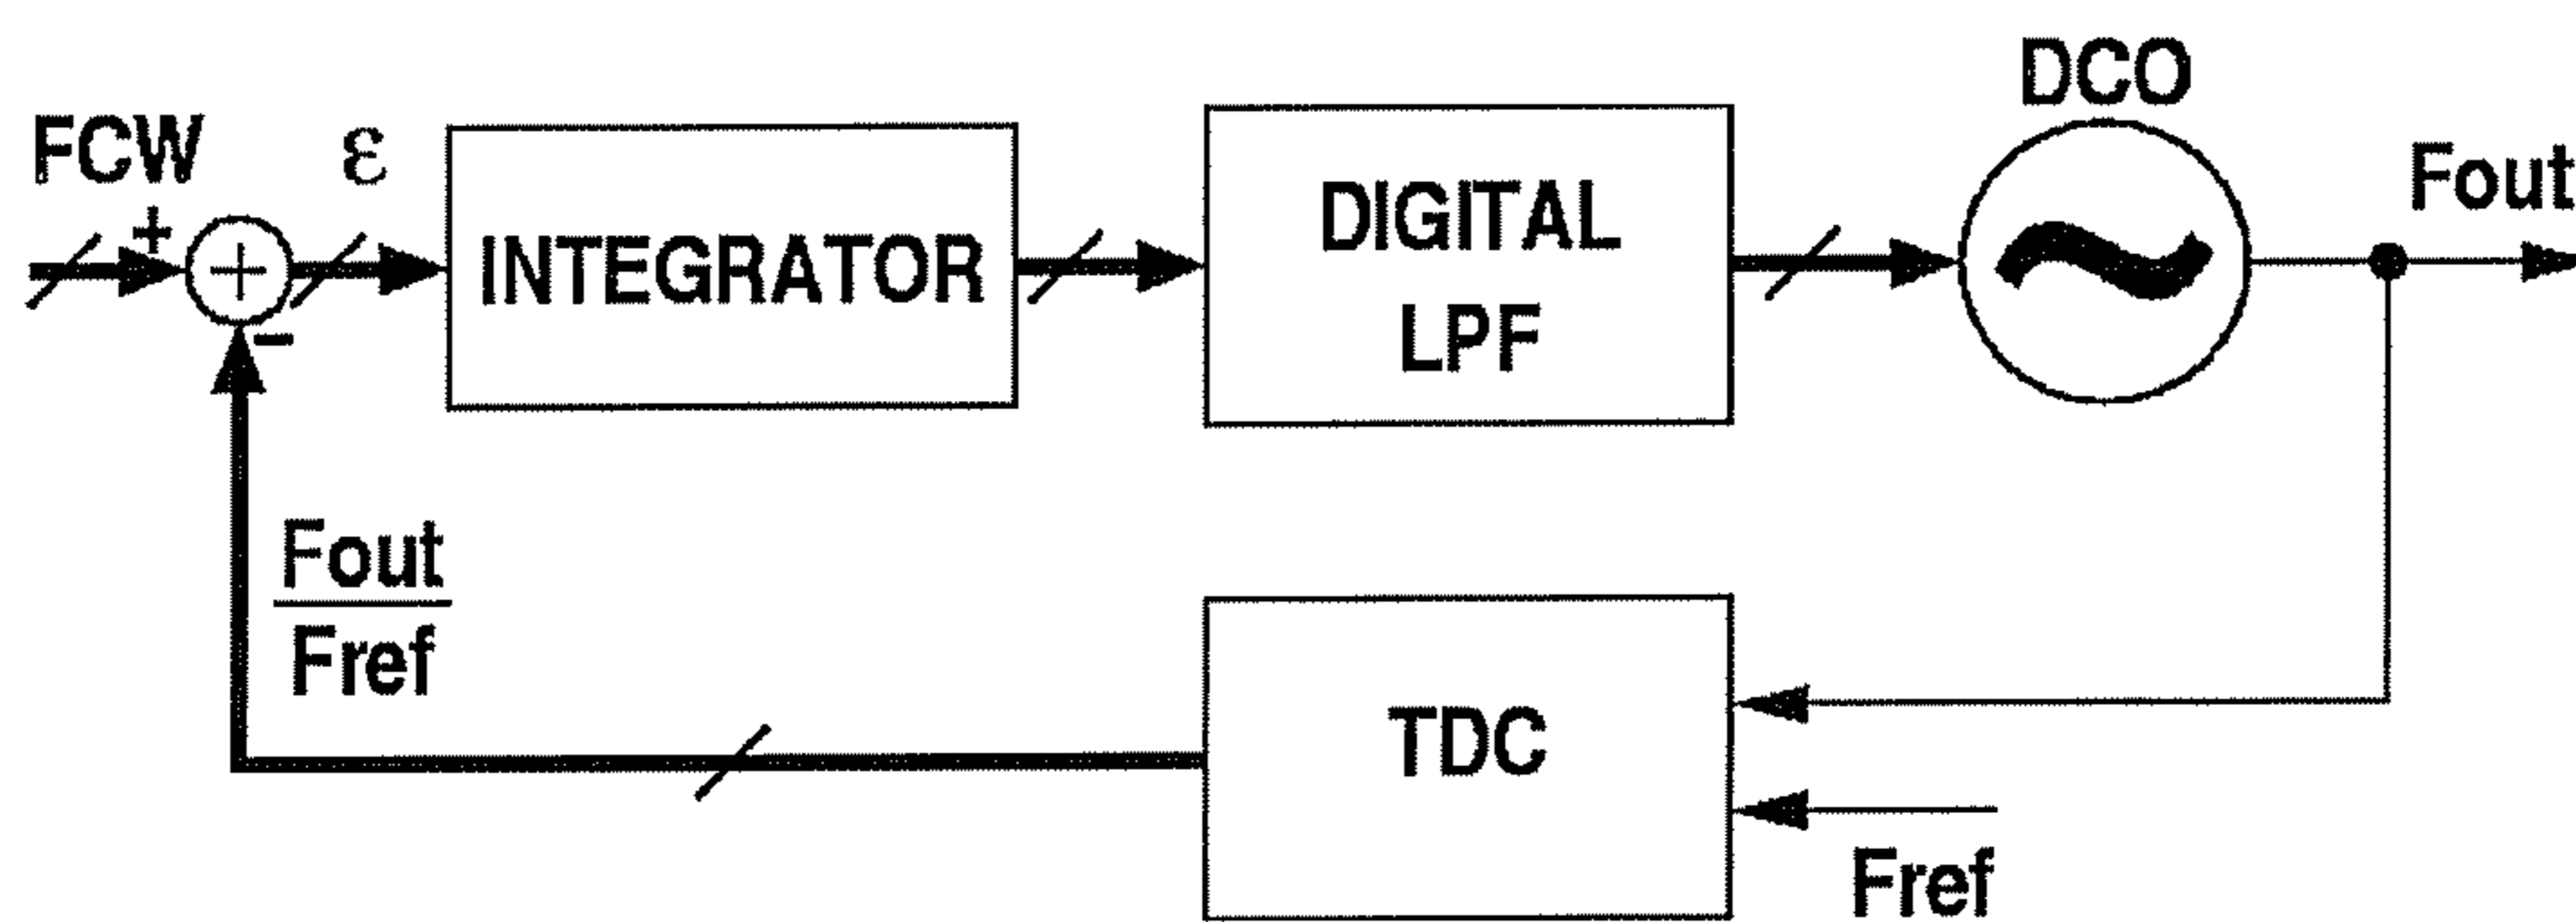 DCO
FCW
+
ε
Fout
INTEGRATOR
DIGITAL
LPF
+
−
Fout
Fref
TDC
Fref